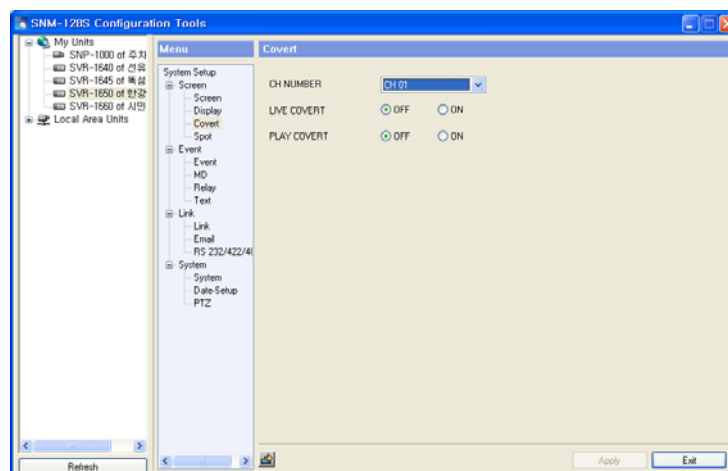 SNM-128S Configuration Tools
My Units
SNP-1000 of 주차
SVR-1640 of 선유
SVR-1645 of 뚝섬
SVR-1650 of 한강
SVR-1660 of 시민
Local Area Units
Refresh
Menu
System Setup
Screen
Screen
Display
Covert
Spot
Event
Event
MD
Relay
Text
Link
Link
Email
RS 232/422/4
System
System
Date-Setup
PTZ
Covert
CH NUMBER CH 01
LIVE COVERT OFF ON
PLAY COVERT OFF ON
Apply Exit